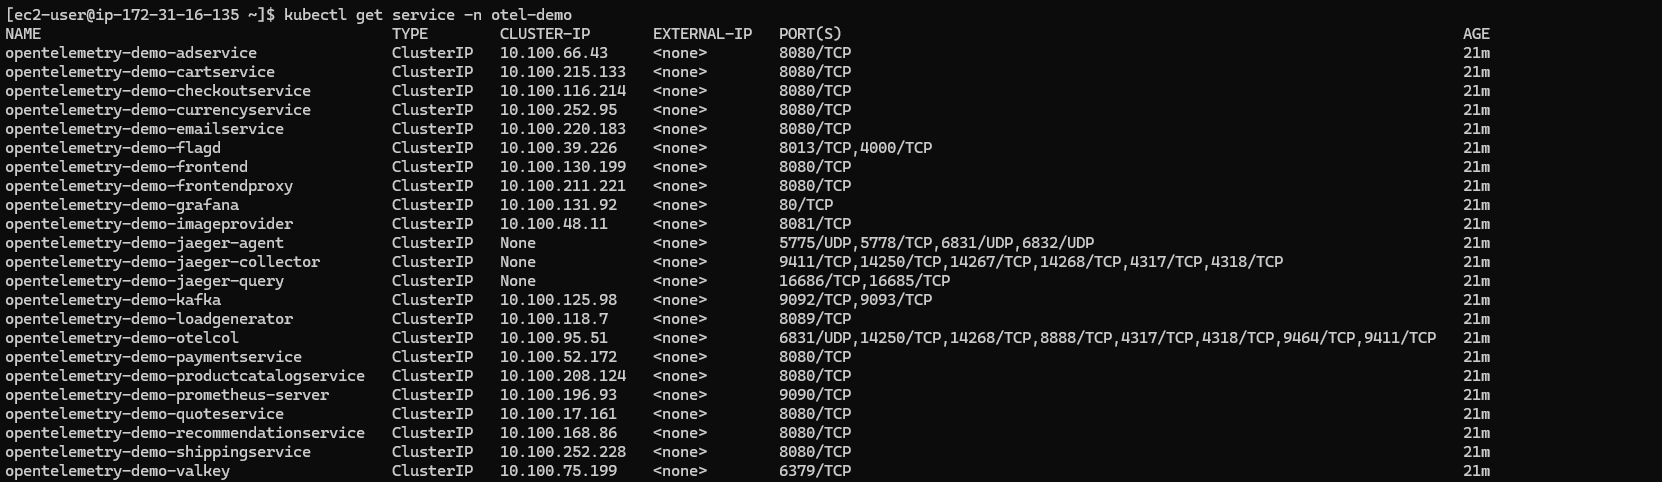 [ec2-user@ip-172-31-16-135 ~]$ kubectl get service -n otel-demo
NAME TYPE CLUSTER-IP EXTERNAL-IP PORT(S) AGE
opentelemetry-demo-adservice ClusterIP 10.100.66.43 <none> 8080/TCP 21m
opentelemetry-demo-cartservice ClusterIP 10.100.215.133 <none> 8080/TCP 21m
opentelemetry-demo-checkoutservice ClusterIP 10.100.116.214 <none> 8080/TCP 21m
opentelemetry-demo-currencyservice ClusterIP 10.100.252.95 <none> 8080/TCP 21m
opentelemetry-demo-emailservice ClusterIP 10.100.220.183 <none> 8080/TCP 21m
opentelemetry-demo-flagd ClusterIP 10.100.39.226 <none> 8013/TCP,4000/TCP 21m
opentelemetry-demo-frontend ClusterIP 10.100.130.199 <none> 8080/TCP 21m
opentelemetry-demo-frontendproxy ClusterIP 10.100.211.221 <none> 8080/TCP 21m
opentelemetry-demo-grafana ClusterIP 10.100.131.92 <none> 80/TCP 21m
opentelemetry-demo-imageprovider ClusterIP 10.100.48.11 <none> 8081/TCP 21m
opentelemetry-demo-jaeger-agent ClusterIP None <none> 5775/UDP,5778/TCP,6831/UDP,6832/UDP 21m
opentelemetry-demo-jaeger-collector ClusterIP None <none> 9411/TCP,14250/TCP,14267/TCP,14268/TCP,4317/TCP,4318/TCP 21m
opentelemetry-demo-jaeger-query ClusterIP None <none> 16686/TCP,16685/TCP 21m
opentelemetry-demo-kafka ClusterIP 10.100.125.98 <none> 9092/TCP,9093/TCP 21m
opentelemetry-demo-loadgenerator ClusterIP 10.100.118.7 <none> 8089/TCP 21m
opentelemetry-demo-otelcol ClusterIP 10.100.95.51 <none> 6831/UDP,14250/TCP,14268/TCP,8888/TCP,4317/TCP,4318/TCP,9464/TCP,9411/TCP 21m
opentelemetry-demo-paymentservice ClusterIP 10.100.52.172 <none> 8080/TCP 21m
opentelemetry-demo-productcatalogservice ClusterIP 10.100.208.124 <none> 8080/TCP 21m
opentelemetry-demo-prometheus-server ClusterIP 10.100.196.93 <none> 9090/TCP 21m
opentelemetry-demo-quoteservice ClusterIP 10.100.17.161 <none> 8080/TCP 21m
opentelemetry-demo-recommendationservice ClusterIP 10.100.168.86 <none> 8080/TCP 21m
opentelemetry-demo-shippingservice ClusterIP 10.100.252.228 <none> 8080/TCP 21m
opentelemetry-demo-valkey ClusterIP 10.100.75.199 <none> 6379/TCP 21m